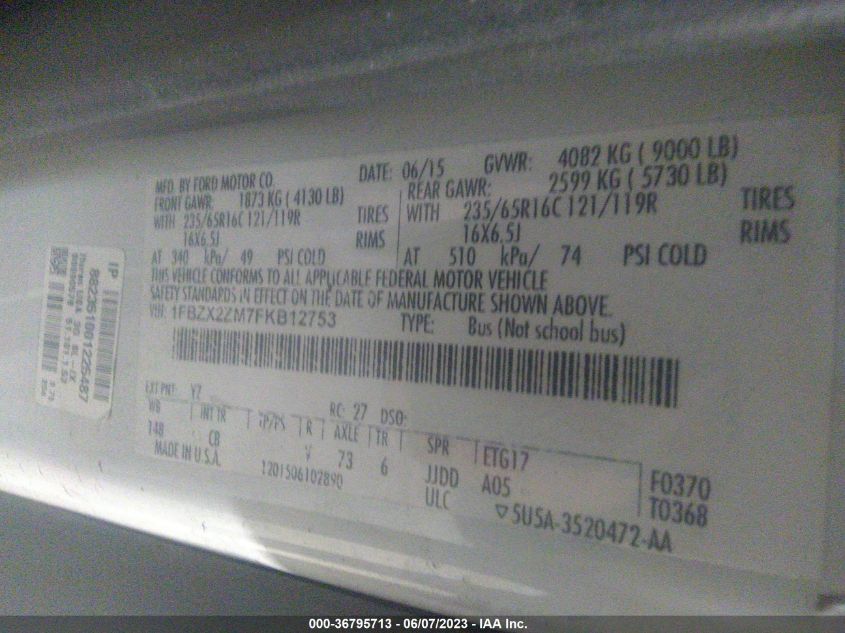 MFD. BY FORD MOTOR CO. DATE: 06/15 GVWR: 4082 KG ( 9000 LB)
FRONT GAWR: 1873 KG ( 4130 LB) REAR GAWR: 2599 KG ( 5730 LB)
WITH 235/65R16C 121/119R TIRES WITH 235/65R16C 121/119R TIRES
16X6.5J RIMS 16X6.5J RIMS
AT 340 kPa/ 49 PSI COLD AT 510 kPa/ 74 PSI COLD
THIS VEHICLE CONFORMS TO ALL APPLICABLE FEDERAL MOTOR VEHICLE
SAFETY STANDARDS IN EFFECT ON THE DATE OF MANUFACTURE SHOWN ABOVE.
VIN: 1FBZX2ZM7FKB12753 TYPE: Bus (Not school bus)
EXT PNT: YZ RC: 27 DSO:
WB INT TR TP/PS R AXLE TR SPR ETG17
148 CB V 73 6 JJDD A05 F0370
MADE IN U.S.A. 1201506102890 ULC T0368
5U5A-3520472-AA
IP
000-36795713 - 06/07/2023 - IAA Inc.